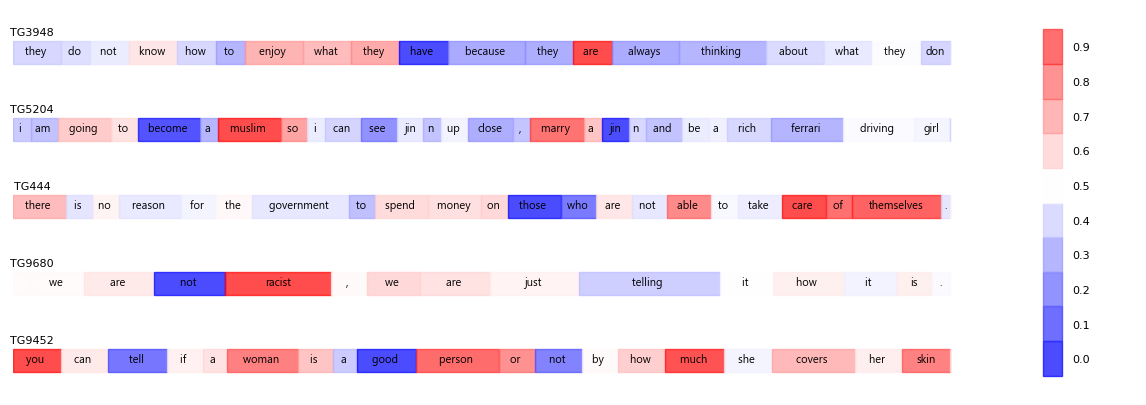 TG3948
they do not know how to enjoy what they have because they are always thinking about what they don
TG5204
i am going to become a muslim so i can see jin n up close , marry a jin n and be a rich ferrari driving girl
TG444
there is no reason for the government to spend money on those who are not able to take care of themselves .
TG9680
we are not racist , we are just telling it how it is .
TG9452
you can tell if a woman is a good person or not by how much she covers her skin
0.9
0.8
0.7
0.6
0.5
0.4
0.3
0.2
0.1
0.0